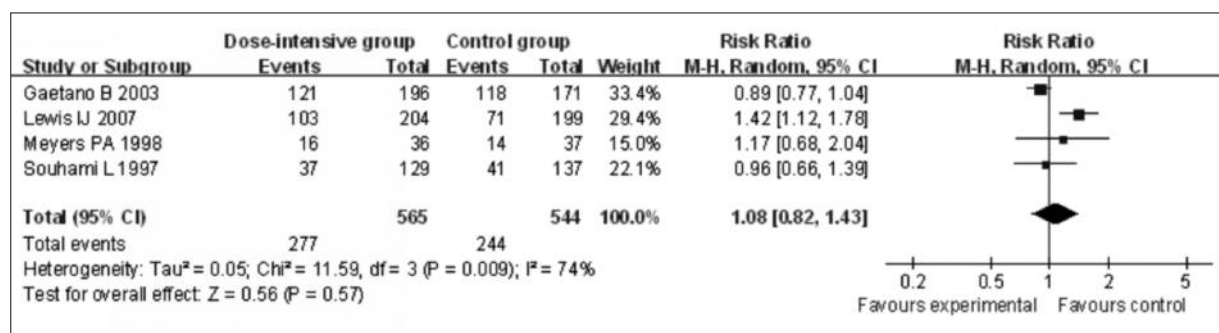 Dose-intensive group Control group Risk Ratio Risk Ratio
Study or Subgroup Events Total Events Total Weight M-H, Random, 95% CI M-H, Random, 95% CI
Gaetano B 2003 121 196 118 171 33.4% 0.89 [0.77, 1.04]
Lewis IJ 2007 103 204 71 199 29.4% 1.42 [1.12, 1.78]
Meyers PA 1998 16 36 14 37 15.0% 1.17 [0.68, 2.04]
Souhami L 1997 37 129 41 137 22.1% 0.96 [0.66, 1.39]
Total (95% CI) 565 544 100.0% 1.08 [0.82, 1.43]
Total events 277 244
Heterogeneity: Tau² = 0.05; Chi² = 11.59, df = 3 (P = 0.009); I² = 74%
Test for overall effect: Z = 0.56 (P = 0.57)
0.2 0.5 1 2 5
Favours experimental Favours control